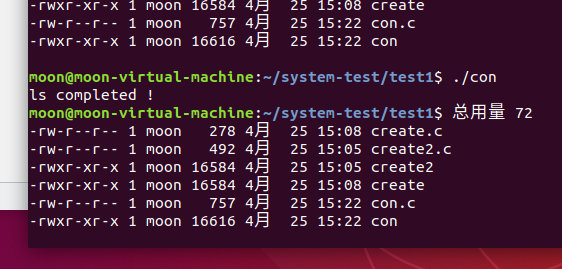 -rwxr-xr-x 1 moon 16584 4月  25 15:08 create
-rw-r--r-- 1 moon   757 4月  25 15:22 con.c
-rwxr-xr-x 1 moon 16616 4月  25 15:22 con
moon@moon-virtual-machine:~/system-test/test1$ ./con
ls completed !
moon@moon-virtual-machine:~/system-test/test1$ 总用量 72
-rw-r--r-- 1 moon   278 4月  25 15:08 create.c
-rw-r--r-- 1 moon   492 4月  25 15:05 create2.c
-rwxr-xr-x 1 moon 16584 4月  25 15:05 create2
-rwxr-xr-x 1 moon 16584 4月  25 15:08 create
-rw-r--r-- 1 moon   757 4月  25 15:22 con.c
-rwxr-xr-x 1 moon 16616 4月  25 15:22 con